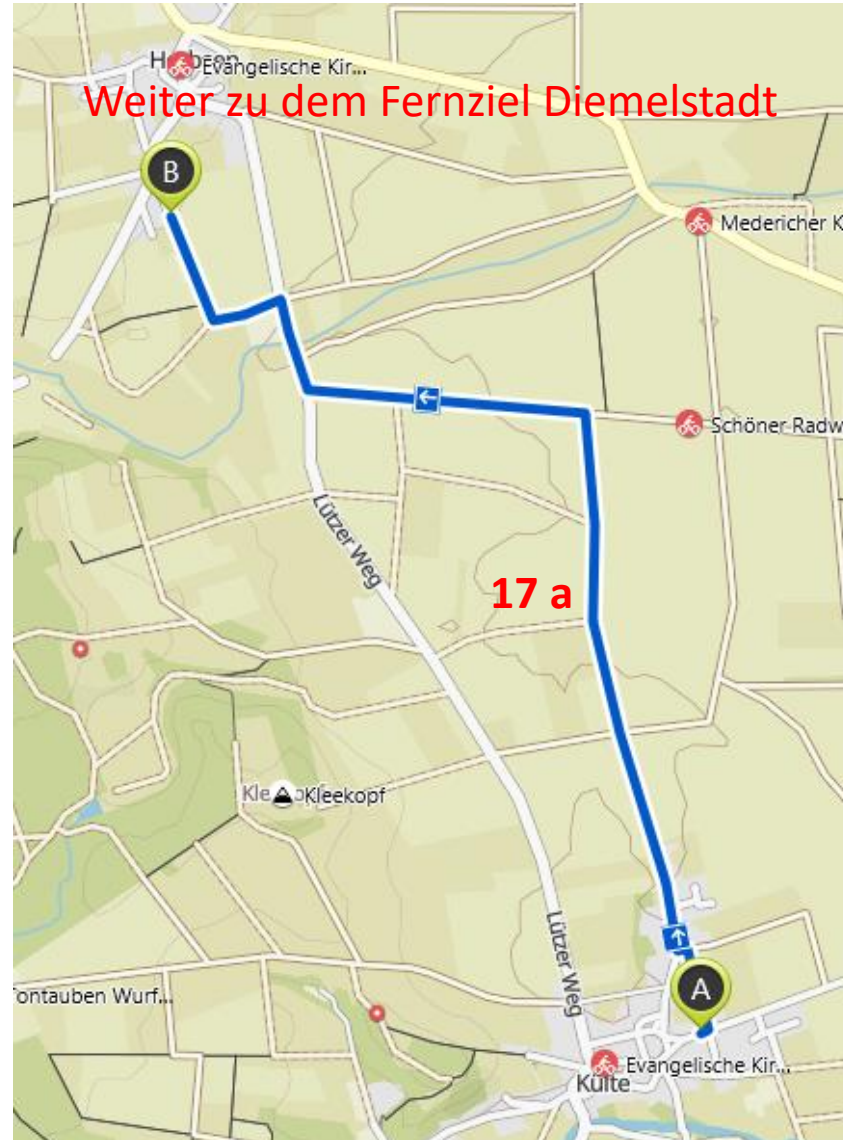 Evangelische Kir...
Weiter zu dem Fernziel Diemelstadt
B
Medericher K
Schöner Radw
Lützer Weg
17 a
Kleekopf
Lützer Weg
A
Tontauben Wurf...
Evangelische Kir...
Külte